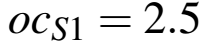 oc_{S1} = 2.5